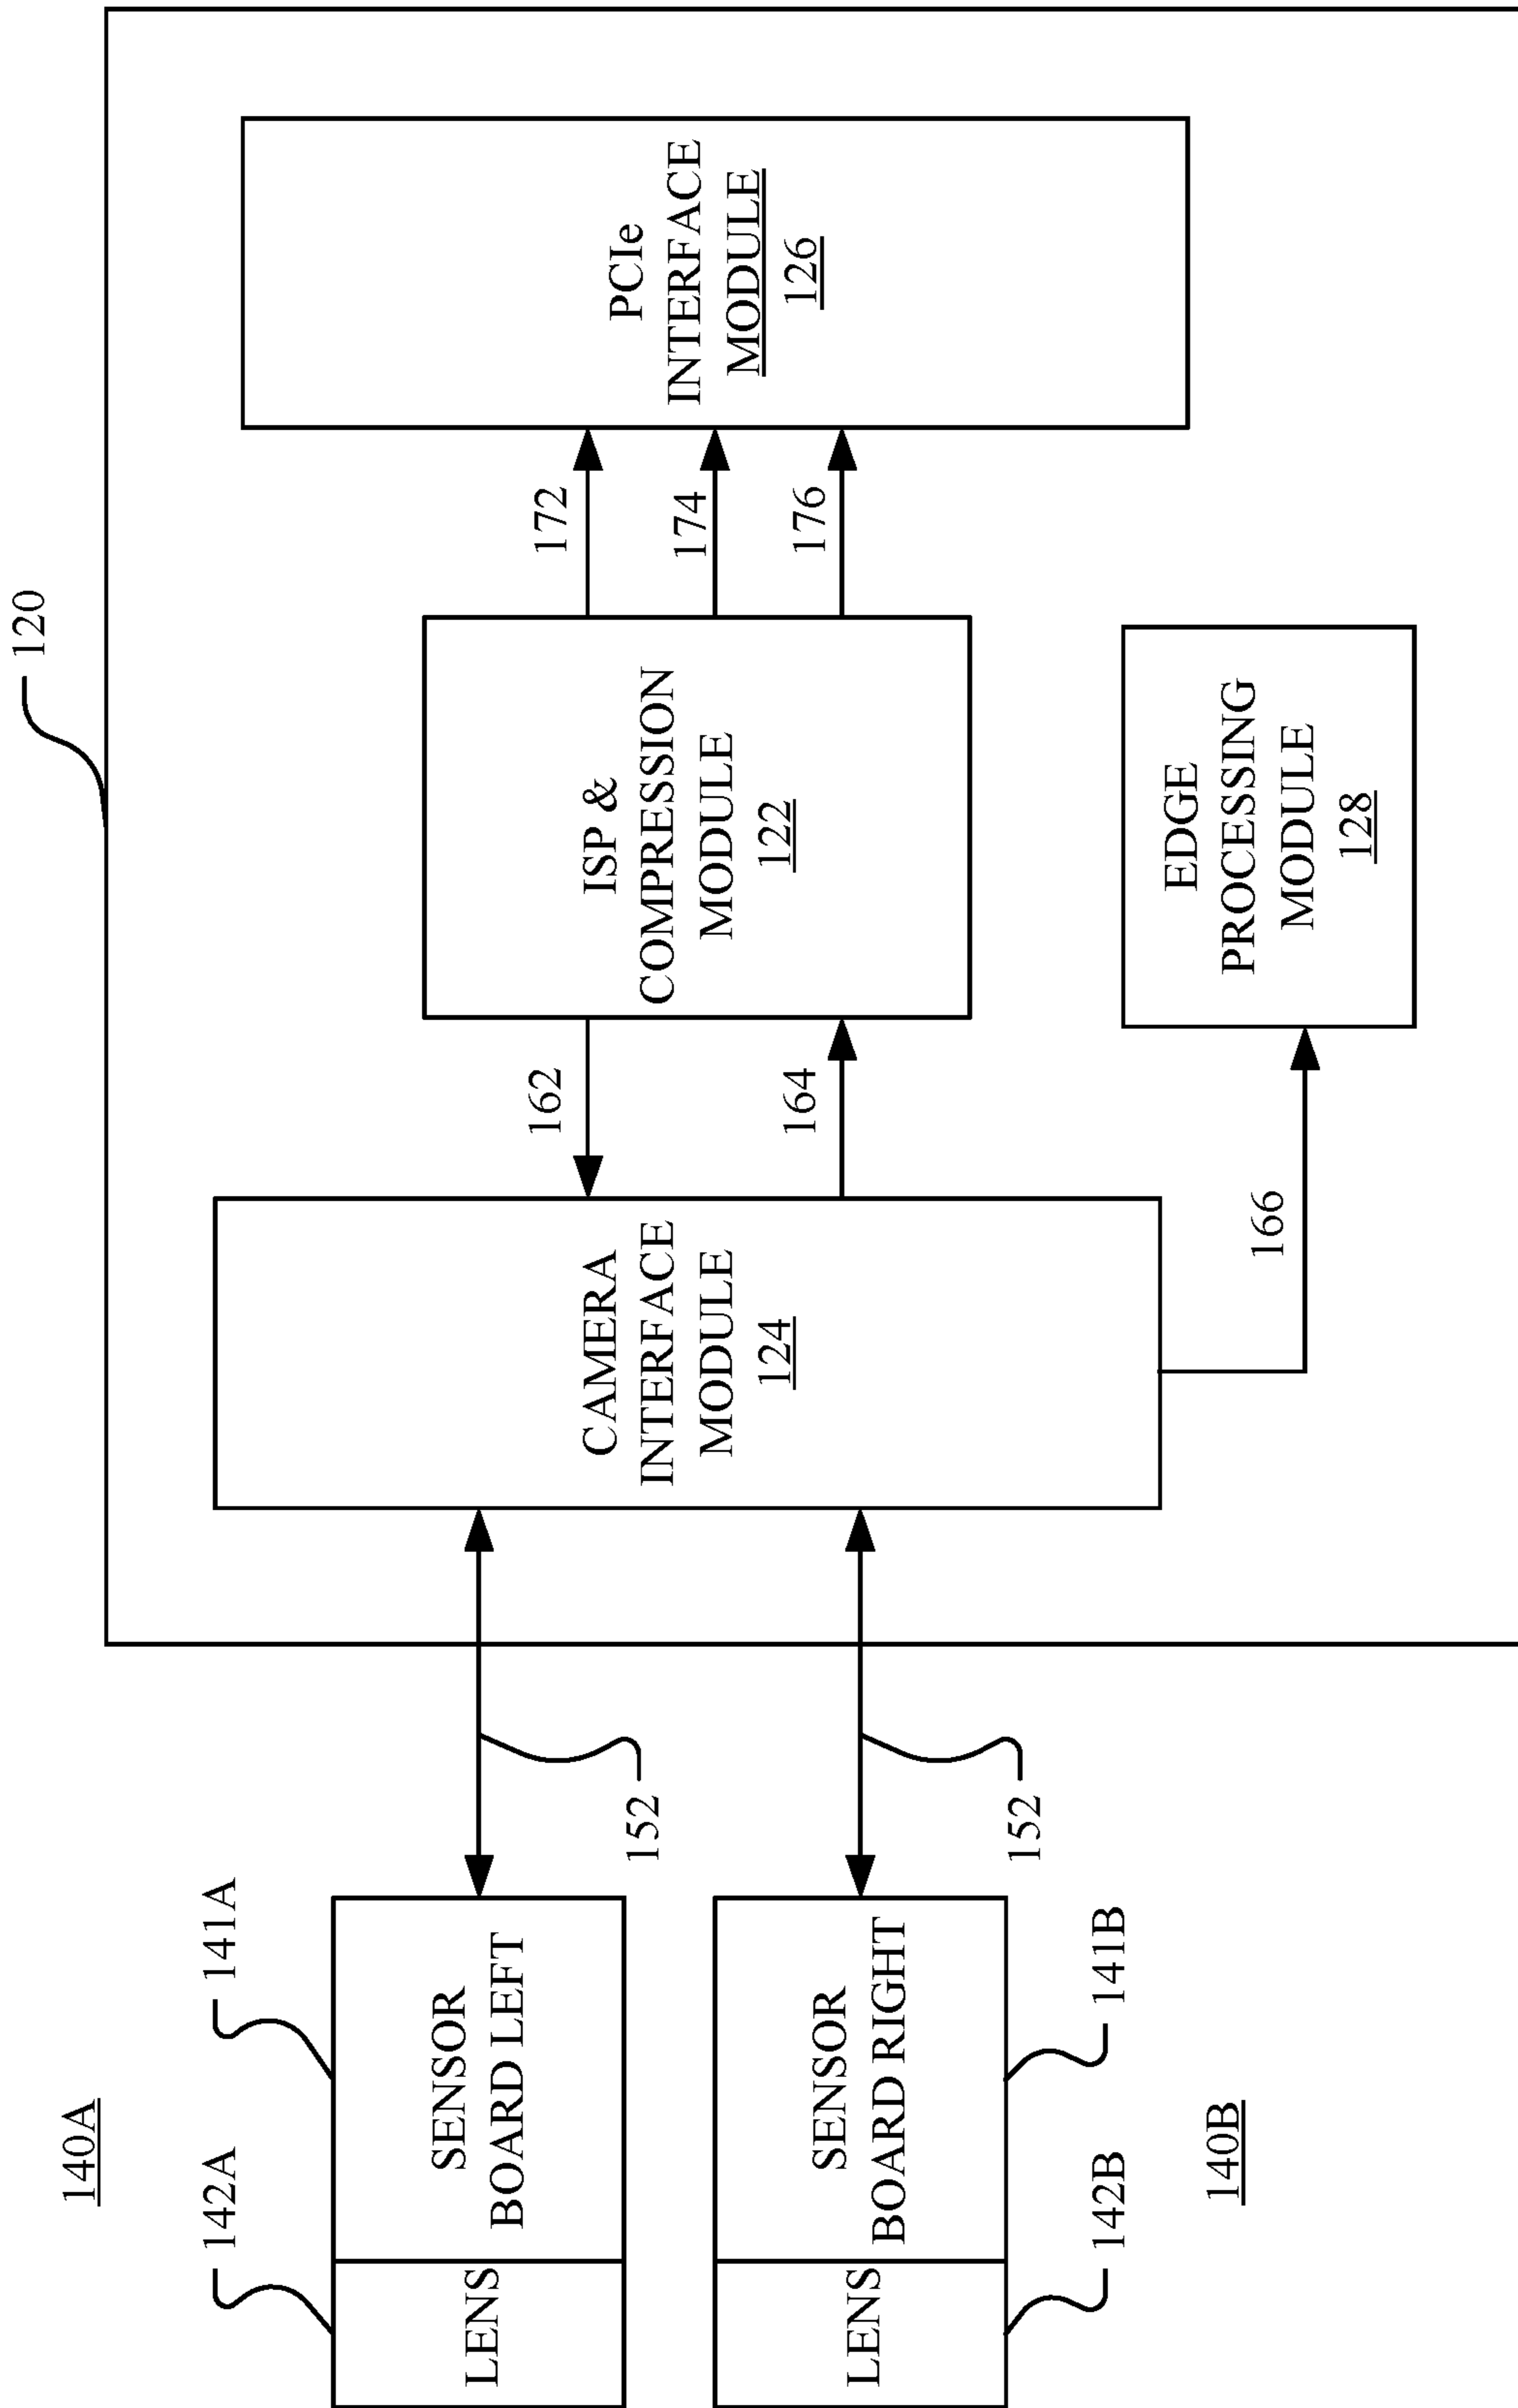 120
140A
142A
141A
LENS
SENSOR
BOARD LEFT
152
CAMERA
INTERFACE
MODULE
124
162
164
ISP &
COMPRESSION
MODULE
122
172
174
176
PCIe
INTERFACE
MODULE
126
LENS
SENSOR
BOARD RIGHT
152
142B
141B
140B
166
EDGE
PROCESSING
MODULE
128